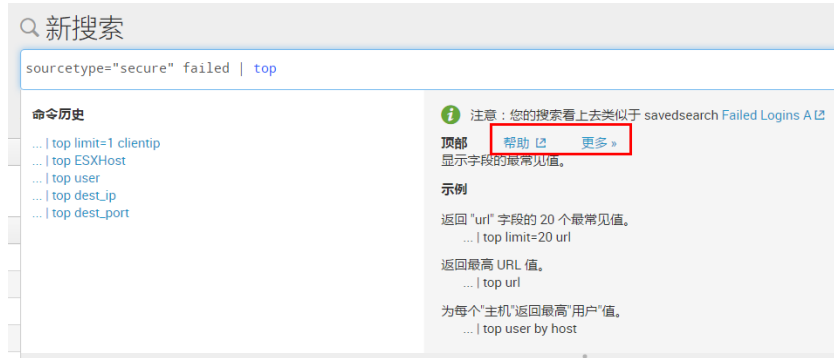 新搜索
sourcetype="secure" failed | top
命令历史
... | top limit=1 clientip
... | top ESXHost
... | top user
... | top dest_ip
... | top dest_port
注意：您的搜索看上去类似于 savedsearch Failed Logins A
顶部 帮助 更多 »
显示字段的最常见值。
示例
返回 "url" 字段的 20 个最常见值。
... | top limit=20 url
返回最高 URL 值。
... | top url
为每个"主机"返回最高"用户"值。
... | top user by host